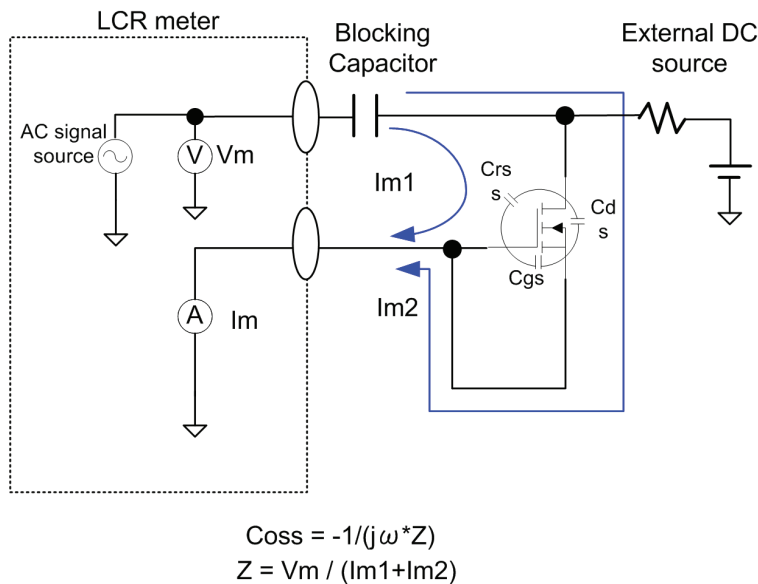 LCR meter
Blocking
Capacitor
External DC
source
AC signal
source
V
Vm
Im1
Crs
s
Cd
s
Cgs
A
Im
Im2
Coss = -1/(jω*Z)
Z = Vm / (Im1+Im2)